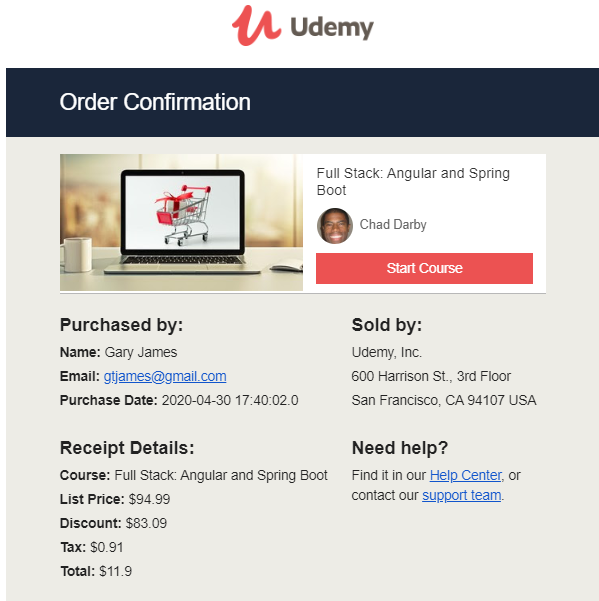 Udemy
Order Confirmation
Full Stack: Angular and Spring
Boot
Chad Darby
Start Course
Purchased by:
Name: Gary James
Email: gtjames@gmail.com
Purchase Date: 2020-04-30 17:40:02.0
Sold by:
Udemy, Inc.
600 Harrison St., 3rd Floor
San Francisco, CA 94107 USA
Receipt Details:
Course: Full Stack: Angular and Spring Boot
List Price: $94.99
Discount: $83.09
Tax: $0.91
Total: $11.9
Need help?
Find it in our Help Center, or
contact our support team.